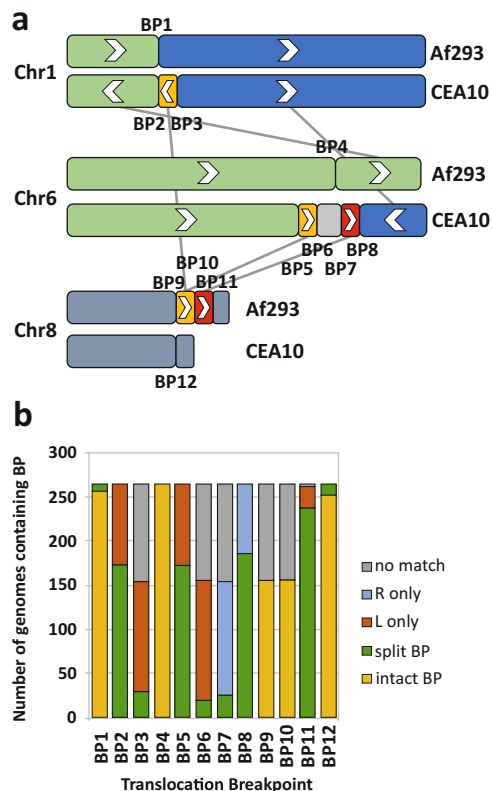 a
BP1
Af293
Chr1
CEA10
BP2 BP3
BP4
Af293
Chr6
CEA10
BP10 BP6 BP8
BP5 BP7
BP9 BP11
Af293
Chr8
CEA10
BP12
b
Number of genomes containing BP
300
250
200
150
100
50
0
no match
R only
L only
split BP
intact BP
BP1 BP2 BP3 BP4 BP5 BP6 BP7 BP8 BP9 BP10 BP11 BP12
Translocation Breakpoint